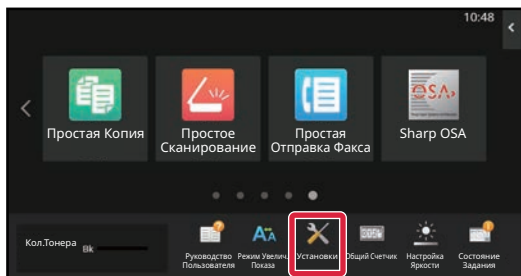 10:48
Простая Копия
Простое
Сканирование
Простая
Отправка Факса
OSA
Sharp OSA
Кол.Тонера
Bk
Руководство
Пользователя
Режим Увелич.
Показа
Установки
Общий Счетчик
Настройка
Яркости
Состояние
Задания